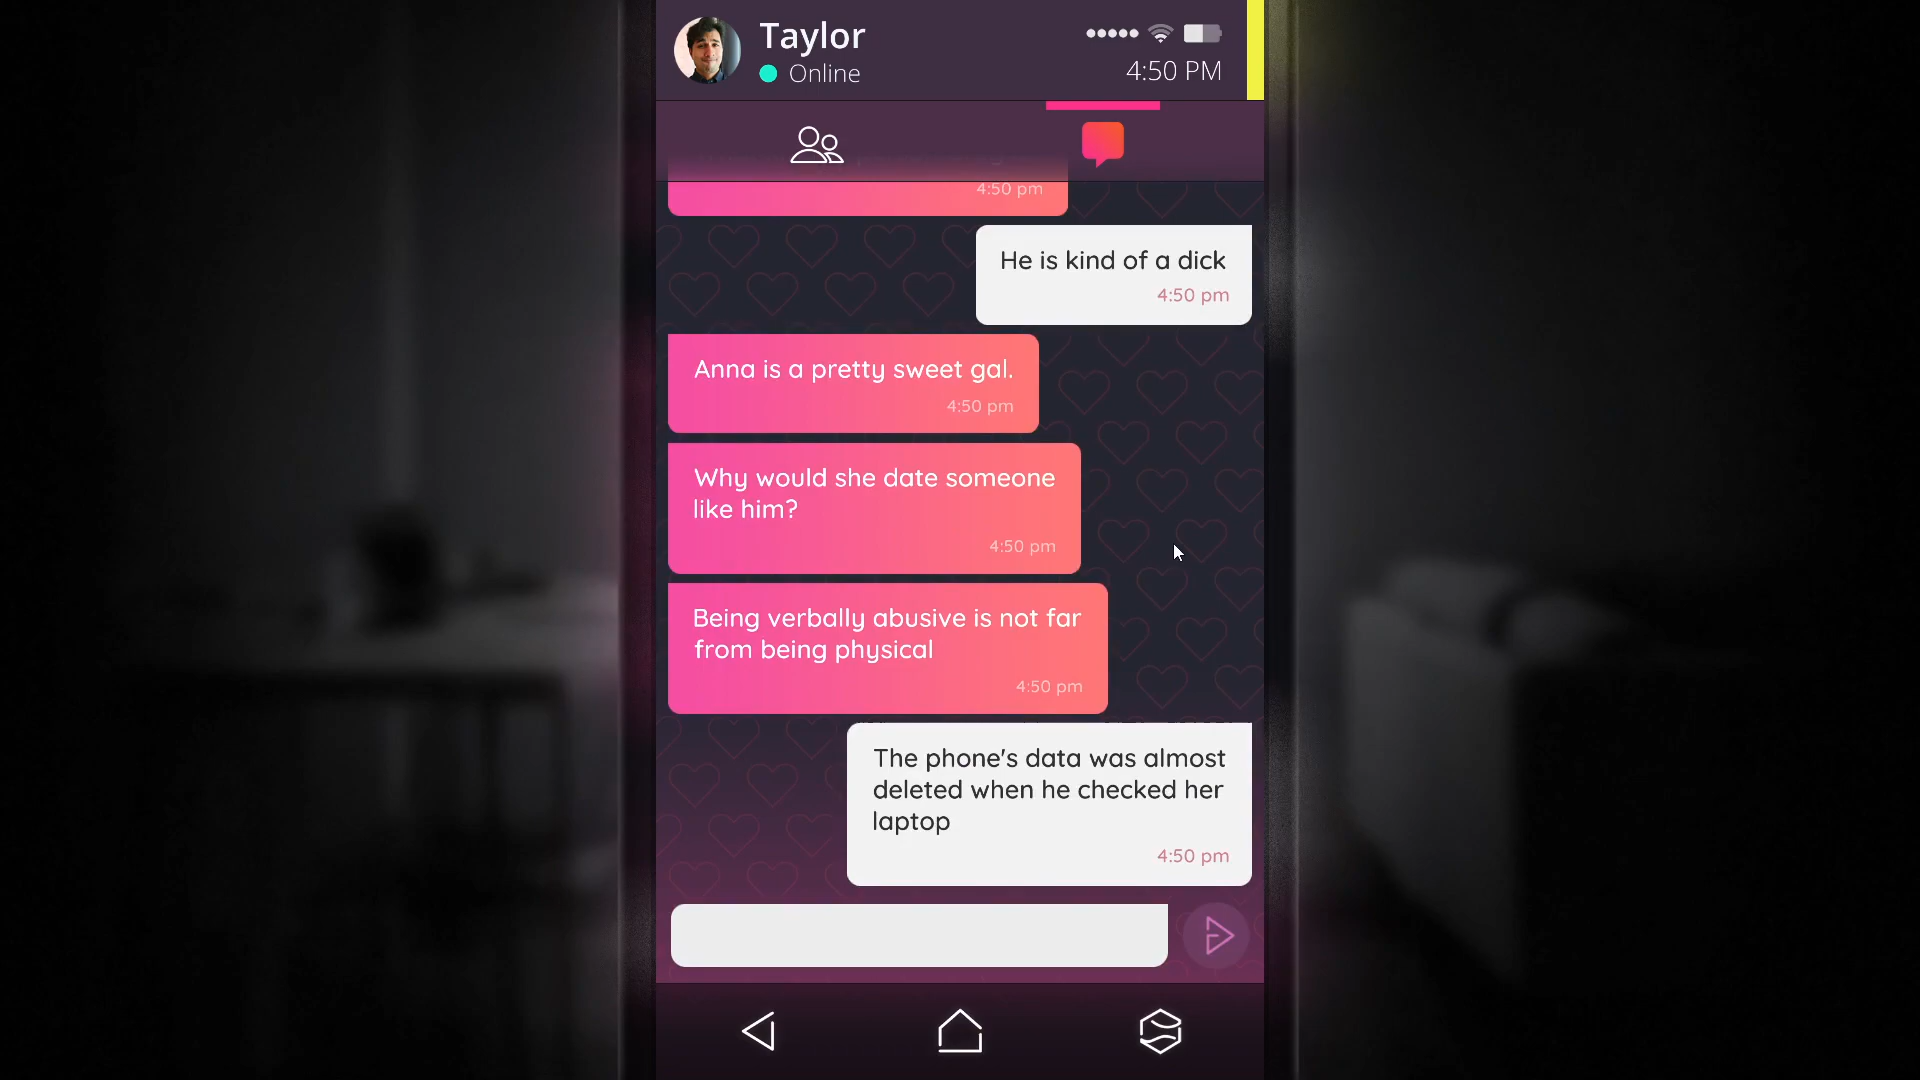 Taylor
Online
4:50 PM
4:50 pm
He is kind of a dick
4:50 pm
Anna is a pretty sweet gal.
4:50 pm
Why would she date someone
like him?
4:50 pm
Being verbally abusive is not far
from being physical
4:50 pm
The phone's data was almost
deleted when he checked her
laptop
4:50 pm